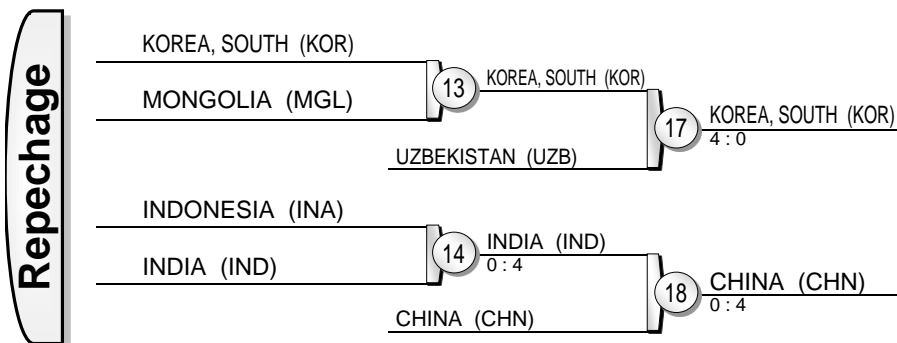 Repechage
KOREA, SOUTH (KOR)
MONGOLIA (MGL)
13
KOREA, SOUTH (KOR)
UZBEKISTAN (UZB)
17
KOREA, SOUTH (KOR)
4 : 0
INDONESIA (INA)
INDIA (IND)
14
INDIA (IND)
0 : 4
CHINA (CHN)
18
CHINA (CHN)
0 : 4